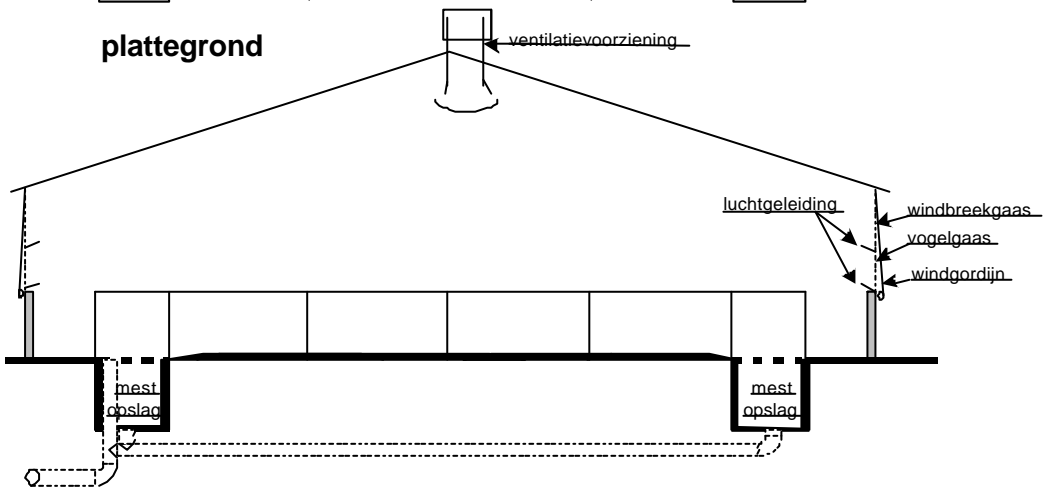 plattegrond
ventilatievoorziening
luchtgeleiding
windbreekgaas
vogelgaas
windgordijn
mest
opslag
mest
opslag